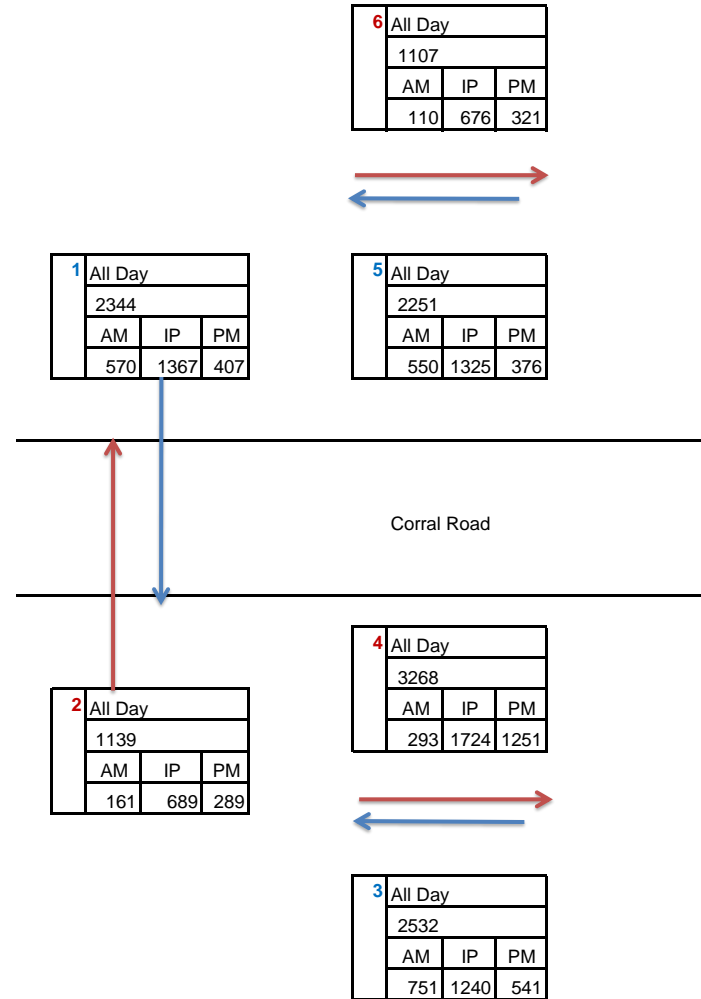 6 All Day
1107
AM IP PM
110 676 321
1 All Day
2344
AM IP PM
570 1367 407
5 All Day
2251
AM IP PM
550 1325 376
Corral Road
4 All Day
3268
AM IP PM
293 1724 1251
2 All Day
1139
AM IP PM
161 689 289
3 All Day
2532
AM IP PM
751 1240 541